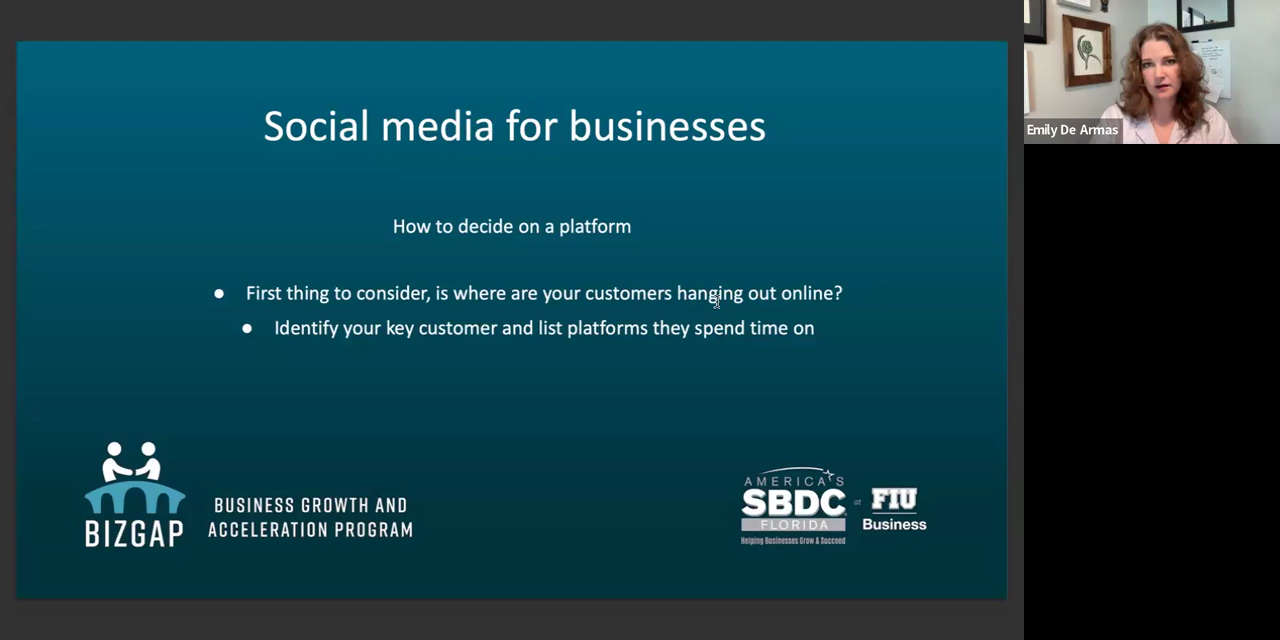 Social media for businesses
How to decide on a platform
● First thing to consider, is where are your customers hanging out online?
● Identify your key customer and list platforms they spend time on
BIZGAP
BUSINESS GROWTH AND
ACCELERATION PROGRAM
AMERICA'S
SBDC
FLORIDA
Helping Businesses Grow & Succeed
at
FIU
Business
Emily De Armas